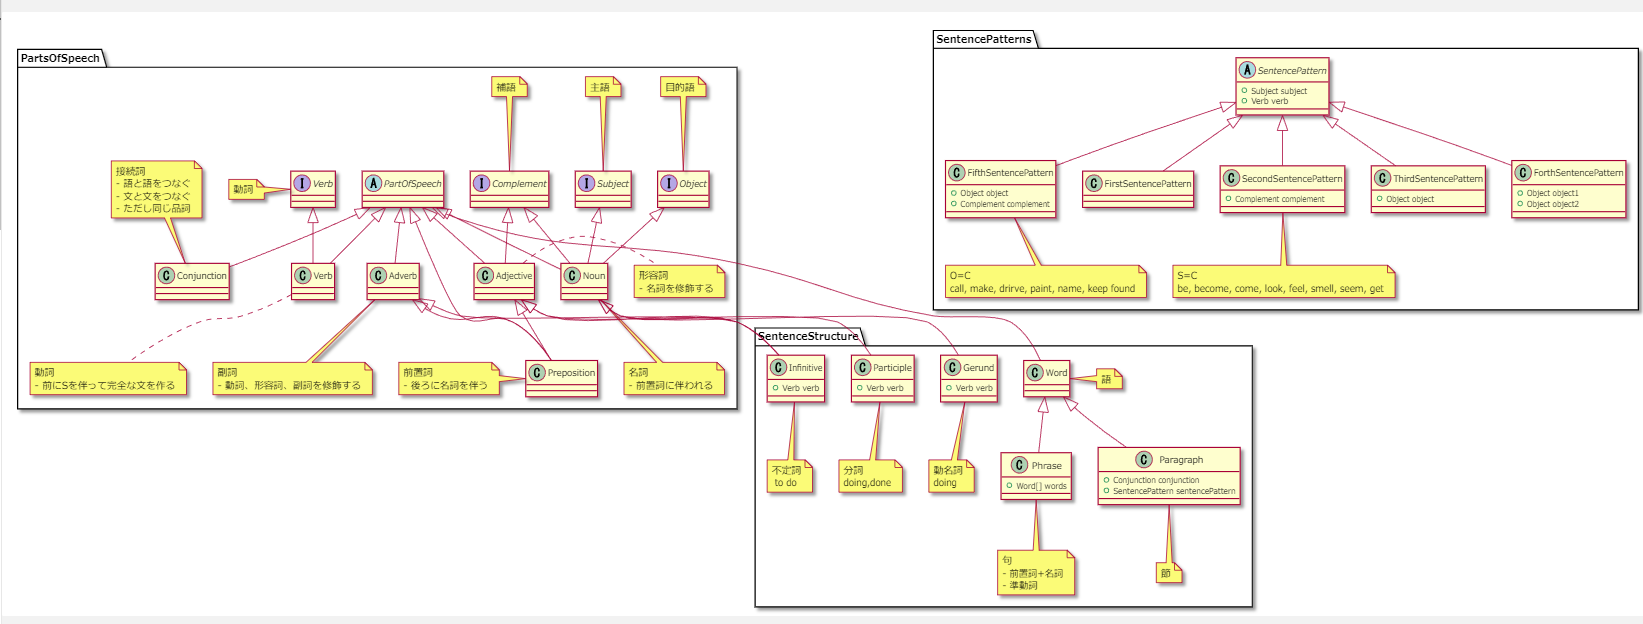 PartsOfSpeech
補語
主語
目的語
接続詞
- 語と語をつなぐ
- 文と文をつなぐ
- ただし同じ品詞
動詞
I Verb
A PartOfSpeech
I Complement
I Subject
I Object
C Conjunction
C Verb
C Adverb
C Adjective
C Noun
形容詞
- 名詞を修飾する
動詞
- 前にSを伴って完全な文を作る
副詞
- 動詞、形容詞、副詞を修飾する
前置詞
- 後ろに名詞を伴う
C Preposition
名詞
- 前置詞に伴われる
SentencePatterns
A SentencePattern
Subject subject
Verb verb
C FifthSentencePattern
Object object
Complement complement
C FirstSentencePattern
C SecondSentencePattern
Complement complement
C ThirdSentencePattern
Object object
C ForthSentencePattern
Object object1
Object object2
O=C
call, make, drirve, paint, name, keep found
S=C
be, become, come, look, feel, smell, seem, get
SentenceStructure
C Infinitive
Verb verb
C Participle
Verb verb
C Gerund
Verb verb
C Word
語
不定詞
to do
分詞
doing,done
動名詞
doing
C Phrase
Word[] words
C Paragraph
Conjunction conjunction
SentencePattern sentencePattern
句
- 前置詞+名詞
- 準動詞
節